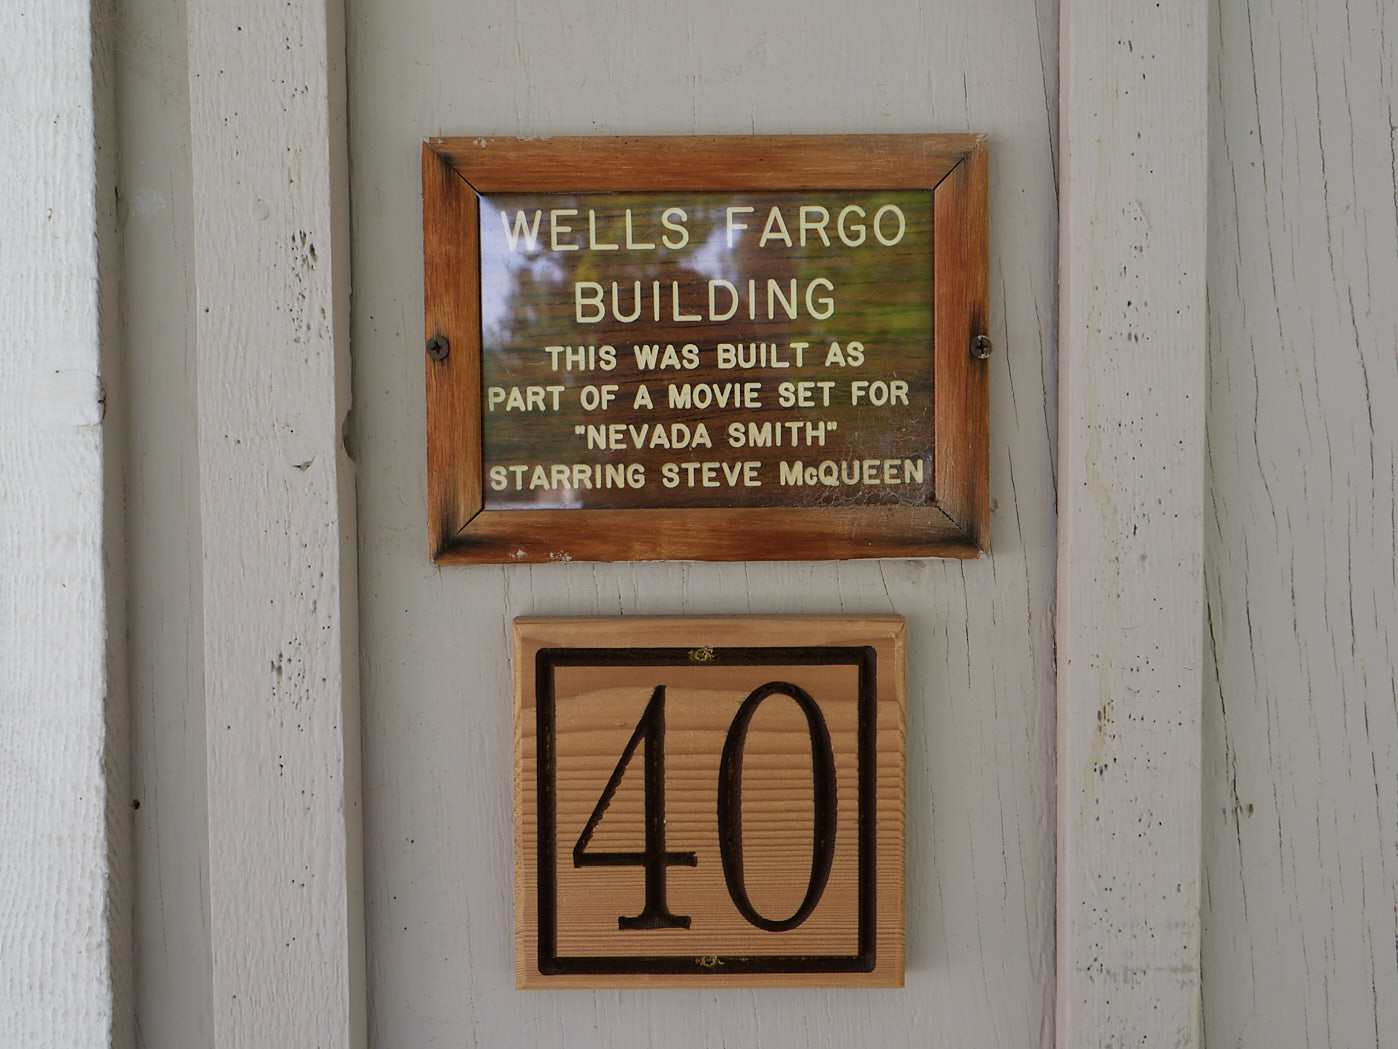 WELLS FARGO
BUILDING
THIS WAS BUILT AS
PART OF A MOVIE SET FOR
"NEVADA SMITH"
STARRING STEVE McQUEEN
40